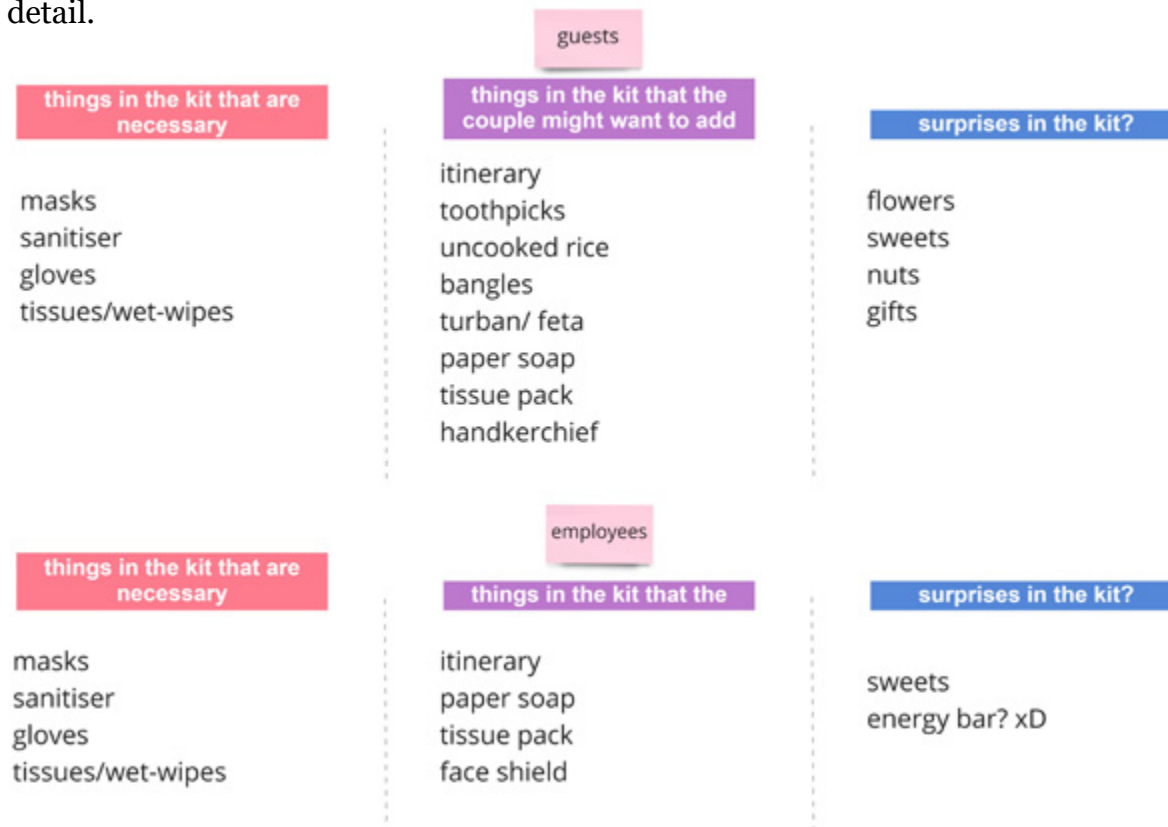 detail.
guests
things in the kit that are
necessary
masks
sanitiser
gloves
tissues/wet-wipes
things in the kit that the
couple might want to add
itinerary
toothpicks
uncooked rice
bangles
turban/ feta
paper soap
tissue pack
handkerchief
surprises in the kit?
flowers
sweets
nuts
gifts
employees
things in the kit that are
necessary
masks
sanitiser
gloves
tissues/wet-wipes
things in the kit that the
itinerary
paper soap
tissue pack
face shield
surprises in the kit?
sweets
energy bar? xD